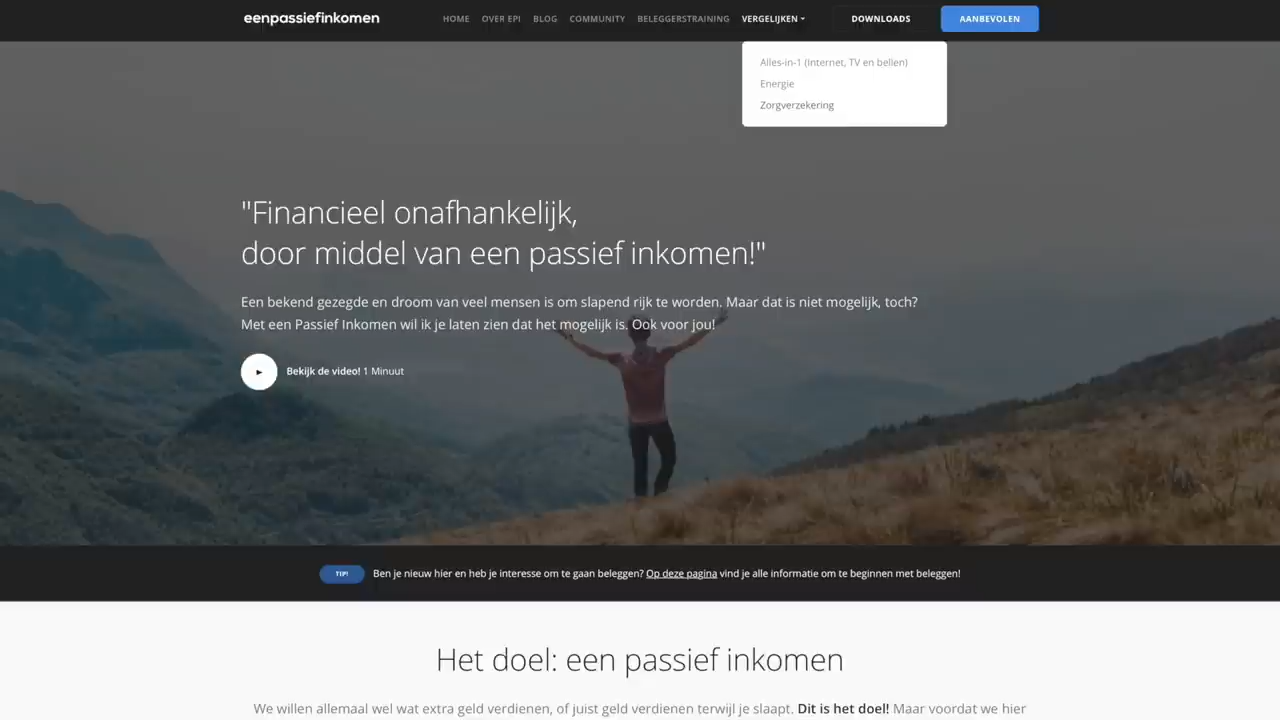 eenpassiefinkomen
HOME
OVER EPI
BLOG
COMMUNITY
BELEGGERSTRAINING
VERGELIJKEN
DOWNLOADS
AANBEVOLEN
Alles-in-1 (Internet, TV en bellen)
Energie
Zorgverzekering
"Financieel onafhankelijk,
door middel van een passief inkomen!"
Een bekend gezegde en droom van veel mensen is om slapend rijk te worden. Maar dat is niet mogelijk, toch?
Met een Passief Inkomen wil ik je laten zien dat het mogelijk is. Ook voor jou!
Bekijk de video! 1 Minuut
TIP!
Ben je nieuw hier en heb je interesse om te gaan beleggen? Op deze pagina vind je alle informatie om te beginnen met beleggen!
Het doel: een passief inkomen
We willen allemaal wel wat extra geld verdienen, of juist geld verdienen terwijl je slaapt. Dit is het doel! Maar voordat we hier